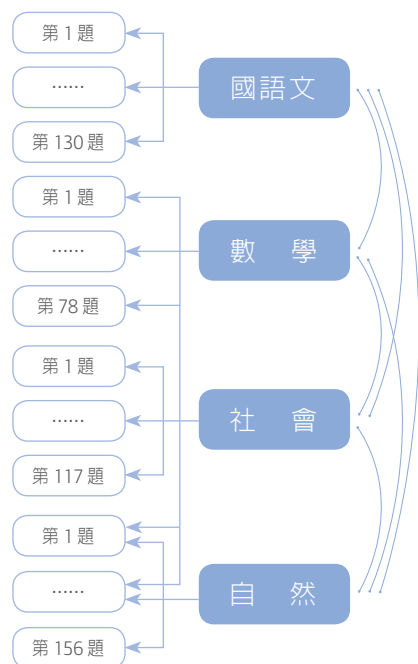 第 1 題
……
國語文
第 130 題
第 1 題
……
數 學
第 78 題
第 1 題
……
社 會
第 117 題
第 1 題
……
自 然
第 156 題